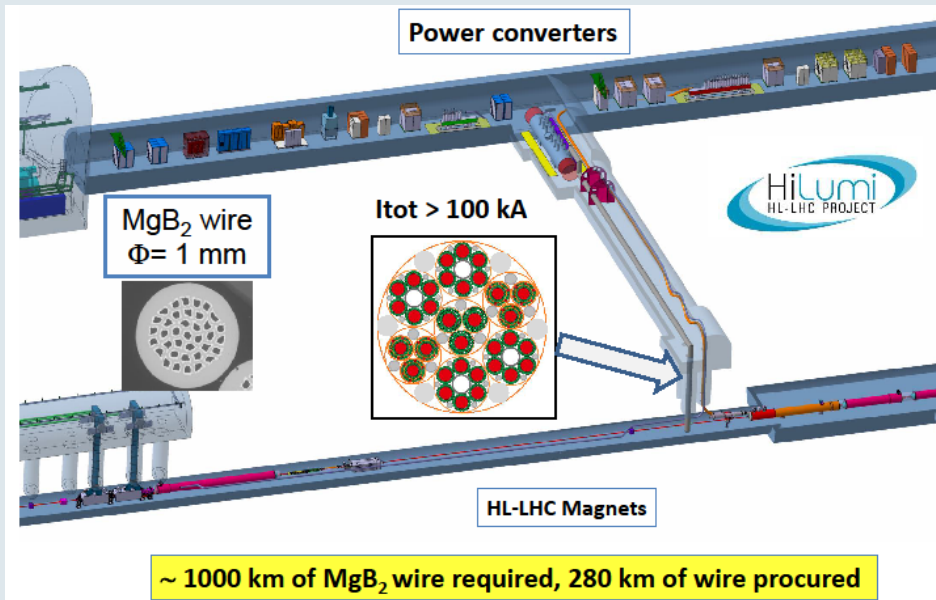 Power converters
MgB₂ wire
Φ= 1 mm
Itot > 100 kA
HiLumi
HL-LHC PROJECT
HL-LHC Magnets
~ 1000 km of MgB₂ wire required, 280 km of wire procured